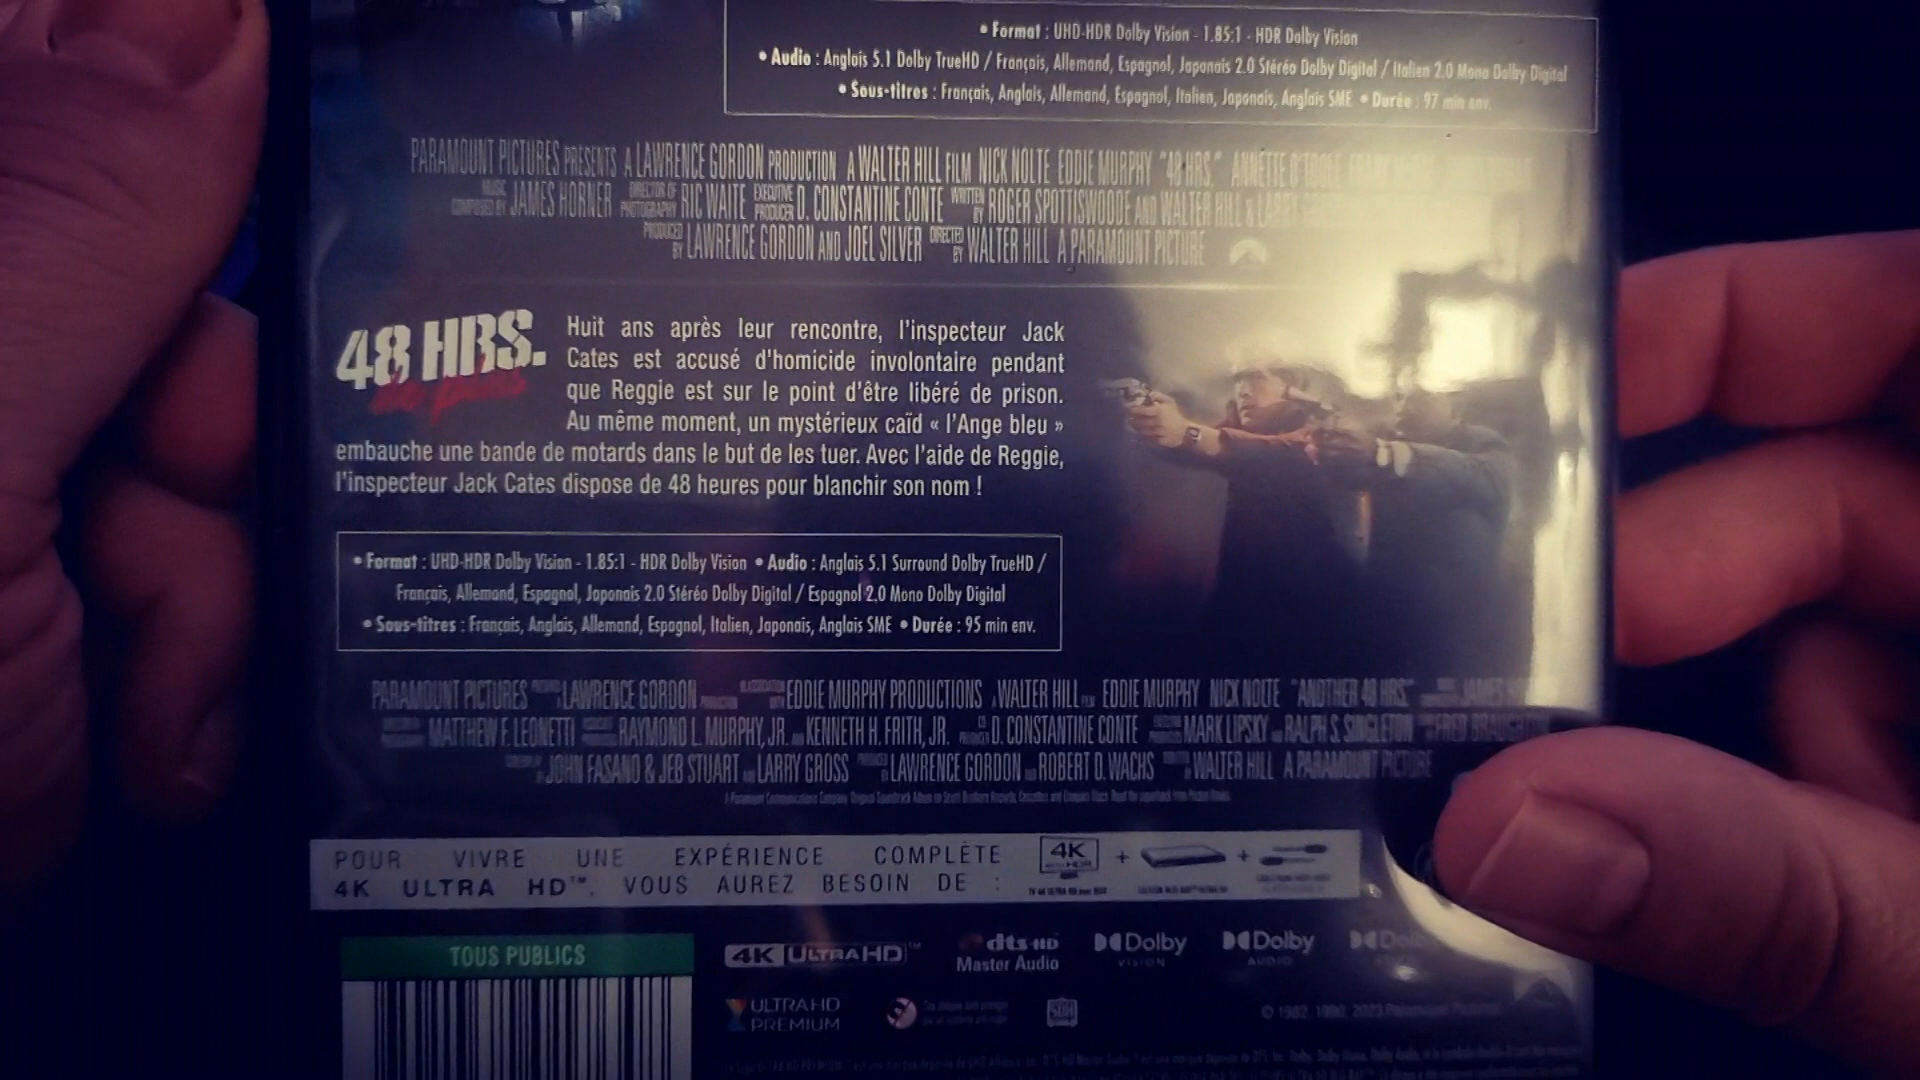 • Format : UHD-HDR Dolby Vision - 1.85:1 - HDR Dolby Vision
• Audio : Anglais 5.1 Dolby TrueHD / Français, Allemand, Espagnol, Japonais 2.0 Stéréo Dolby Digital / Italien 2.0 Mono Dolby Digital
• Sous-titres : Français, Anglais, Allemand, Espagnol, Italien, Japonais, Anglais SME • Durée : 97 min env.
PARAMOUNT PICTURES PRESENTS A LAWRENCE GORDON PRODUCTION A WALTER HILL FILM NICK NOLTE EDDIE MURPHY "48 HRS." ANNETTE O'TOOLE
MUSIC COMPOSED BY JAMES HORNER DIRECTOR OF PHOTOGRAPHY RIC WAITE EXECUTIVE PRODUCER D. CONSTANTINE CONTE WRITTEN BY ROGER SPOTTISWOODE AND WALTER HILL & LARRY
PRODUCED BY LAWRENCE GORDON AND JOEL SILVER DIRECTED BY WALTER HILL A PARAMOUNT PICTURE
48 HRS.
Huit ans après leur rencontre, l'inspecteur Jack
Cates est accusé d'homicide involontaire pendant
que Reggie est sur le point d'être libéré de prison.
Au même moment, un mystérieux caïd « l'Ange bleu »
embauche une bande de motards dans le but de les tuer. Avec l'aide de Reggie,
l'inspecteur Jack Cates dispose de 48 heures pour blanchir son nom !
• Format : UHD-HDR Dolby Vision - 1.85:1 - HDR Dolby Vision • Audio : Anglais 5.1 Surround Dolby TrueHD /
Français, Allemand, Espagnol, Japonais 2.0 Stéréo Dolby Digital / Espagnol 2.0 Mono Dolby Digital
• Sous-titres : Français, Anglais, Allemand, Espagnol, Italien, Japonais, Anglais SME • Durée : 95 min env.
PARAMOUNT PICTURES LAWRENCE GORDON EDDIE MURPHY PRODUCTIONS WALTER HILL EDDIE MURPHY NICK NOLTE "ANOTHER 48 HRS." JAMES
MATTHEW F. LEONETTI RAYMOND L. MURPHY, JR. KENNETH H. FRITH, JR. D. CONSTANTINE CONTE MARK LIPSKY RALPH S. SINGLETON FRED BRAUGHTON
JOHN FASANO & JEB STUART LARRY GROSS LAWRENCE GORDON ROBERT D. WACHS WALTER HILL A PARAMOUNT PICTURE
POUR VIVRE UNE EXPÉRIENCE COMPLÈTE
4K ULTRA HD™, VOUS AUREZ BESOIN DE :
4K + +
TOUS PUBLICS
4K ULTRA HD™ dts-HD Master Audio Dolby VISION Dolby AUDIO
ULTRA HD PREMIUM SDH © 1982, 1990, 2023 Paramount Pictures